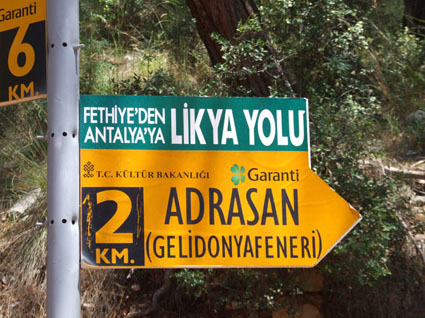 Garanti
6
KM.
FETHİYE'DEN
ANTALYA'YA
LİKYA YOLU
T.C. KÜLTÜR BAKANLIĞI
Garanti
2
KM.
ADRASAN
(GELİDONYAFENERİ)